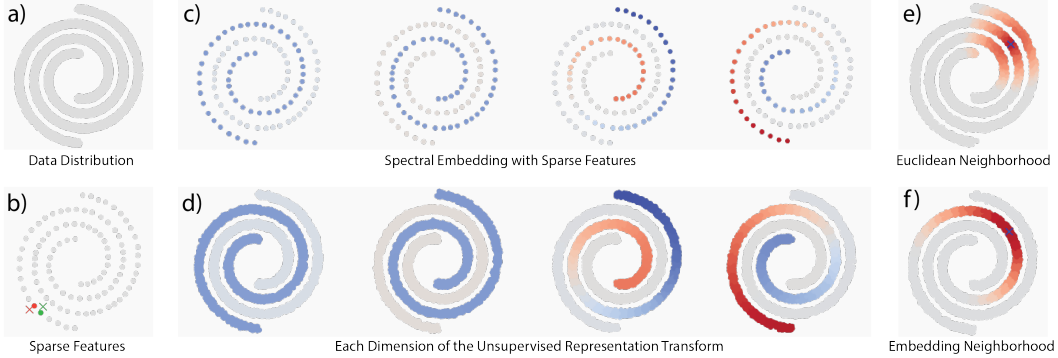 a)
c)
e)
Data Distribution
Spectral Embedding with Sparse Features
Euclidean Neighborhood
b)
d)
f)
Sparse Features
Each Dimension of the Unsupervised Representation Transform
Embedding Neighborhood